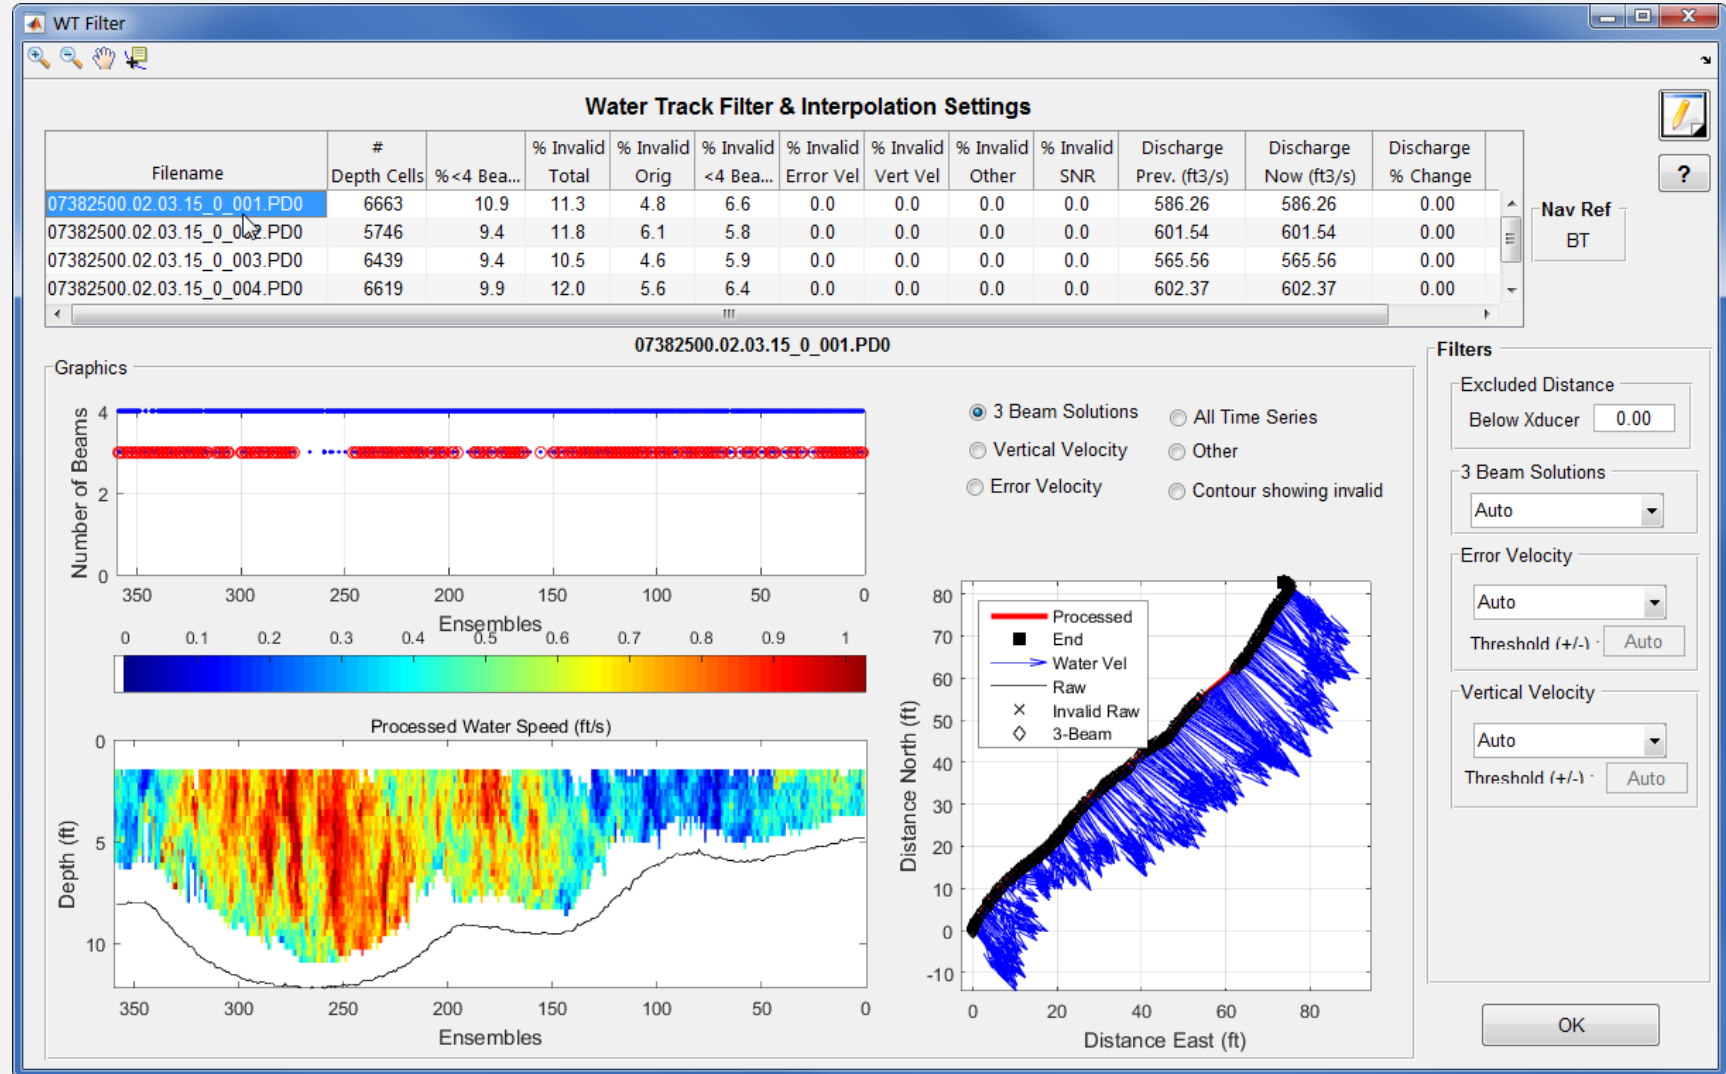 WT Filter
Water Track Filter & Interpolation Settings
# % Invalid % Invalid % Invalid % Invalid % Invalid % Invalid % Invalid Discharge Discharge Discharge
Filename Depth Cells %<4 Bea... Total Orig <4 Bea... Error Vel Vert Vel Other SNR Prev. (ft3/s) Now (ft3/s) % Change
07382500.02.03.15_0_001.PD0 6663 10.9 11.3 4.8 6.6 0.0 0.0 0.0 0.0 586.26 586.26 0.00
07382500.02.03.15_0_002.PD0 5746 9.4 11.8 6.1 5.8 0.0 0.0 0.0 0.0 601.54 601.54 0.00
07382500.02.03.15_0_003.PD0 6439 9.4 10.5 4.6 5.9 0.0 0.0 0.0 0.0 565.56 565.56 0.00
07382500.02.03.15_0_004.PD0 6619 9.9 12.0 5.6 6.4 0.0 0.0 0.0 0.0 602.37 602.37 0.00
?
Nav Ref
BT
07382500.02.03.15_0_001.PD0
Graphics
Number of Beams
4
2
0
350 300 250 200 150 100 50 0
Ensembles
0 0.1 0.2 0.3 0.4 0.5 0.6 0.7 0.8 0.9 1
Processed Water Speed (ft/s)
Depth (ft)
0
5
10
350 300 250 200 150 100 50 0
Ensembles
3 Beam Solutions
All Time Series
Vertical Velocity
Other
Error Velocity
Contour showing invalid
Processed
End
Water Vel
Raw
Invalid Raw
3-Beam
Distance North (ft)
80
70
60
50
40
30
20
10
0
-10
0 20 40 60 80
Distance East (ft)
Filters
Excluded Distance
Below Xducer 0.00
3 Beam Solutions
Auto
Error Velocity
Auto
Threshold (+/-) : Auto
Vertical Velocity
Auto
Threshold (+/-) : Auto
OK